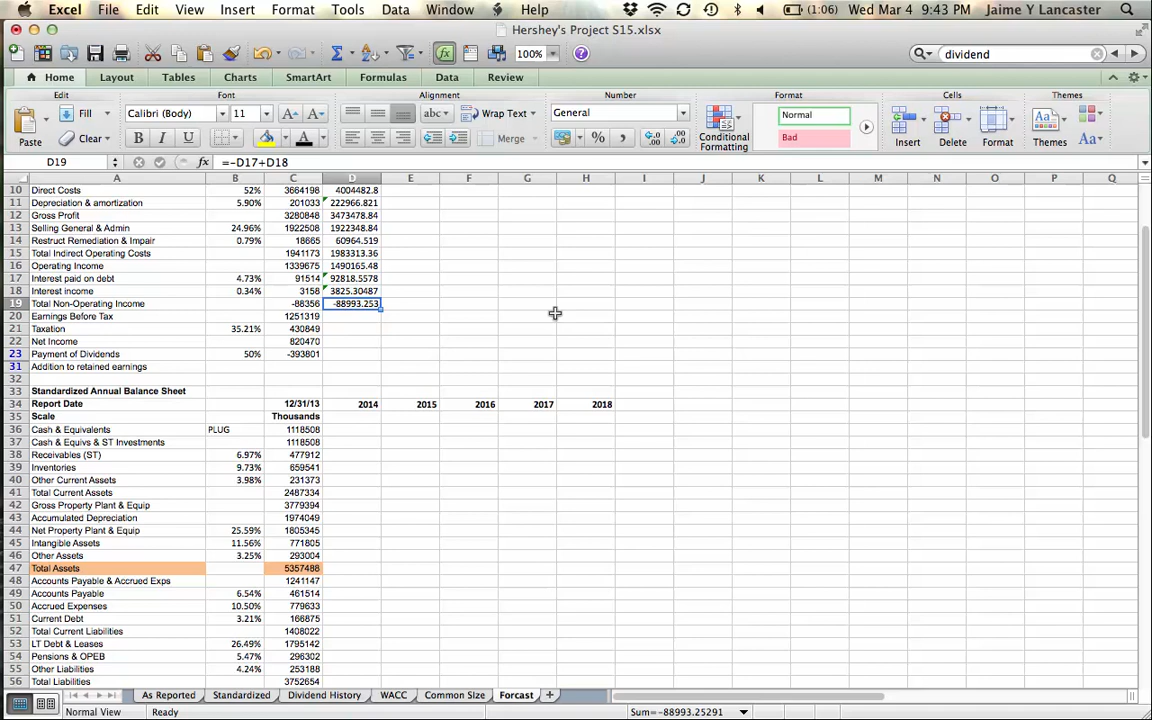 Excel File Edit View Insert Format Tools Data Window Help (1:06) Wed Mar 4 9:43 PM Jaime Y Lancaster
Hershey's Project S15.xlsx
100% dividend
Home Layout Tables Charts SmartArt Formulas Data Review
Edit Font Alignment Number Format Cells Themes
Paste Fill Calibri (Body) 11 abc Wrap Text General Conditional Formatting Normal Insert Delete Format Themes Aa
Clear B I U Merge % Bad
D19 fx =-D17+D18
A B C D E F G H I J K L M N O P Q
10 Direct Costs 52% 3664198 4004482.8
11 Depreciation & amortization 5.90% 201033 222966.821
12 Gross Profit 3280848 3473478.84
13 Selling General & Admin 24.96% 1922508 1922348.84
14 Restruct Remediation & Impair 0.79% 18665 60964.519
15 Total Indirect Operating Costs 1941173 1983313.36
16 Operating Income 1339675 1490165.48
17 Interest paid on debt 4.73% 91514 92818.5578
18 Interest income 0.34% 3158 3825.30487
19 Total Non-Operating Income -88356 -88993.253
20 Earnings Before Tax 1251319
21 Taxation 35.21% 430849
22 Net Income 820470
23 Payment of Dividends 50% -393801
31 Addition to retained earnings
32
33 Standardized Annual Balance Sheet
34 Report Date 12/31/13 2014 2015 2016 2017 2018
35 Scale Thousands
36 Cash & Equivalents PLUG 1118508
37 Cash & Equivs & ST Investments 1118508
38 Receivables (ST) 6.97% 477912
39 Inventories 9.73% 659541
40 Other Current Assets 3.98% 231373
41 Total Current Assets 2487334
42 Gross Property Plant & Equip 3779394
43 Accumulated Depreciation 1974049
44 Net Property Plant & Equip 25.59% 1805345
45 Intangible Assets 11.56% 771805
46 Other Assets 3.25% 293004
47 Total Assets 5357488
48 Accounts Payable & Accrued Exps 1241147
49 Accounts Payable 6.54% 461514
50 Accrued Expenses 10.50% 779633
51 Current Debt 3.21% 166875
52 Total Current Liabilities 1408022
53 LT Debt & Leases 26.49% 1795142
54 Pensions & OPEB 5.47% 296302
55 Other Liabilities 4.24% 253188
56 Total Liabilities 3752654
As Reported Standardized Dividend History WACC Common Size Forcast
Normal View Ready Sum=-88993.25291